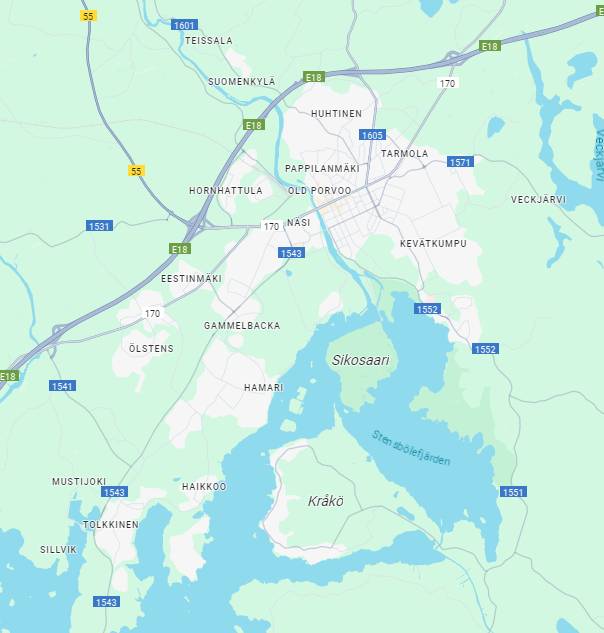 55
1601
E
TEISSALA
E18
SUOMENKYLÄ
E18
170
HUHTINEN
E18
1605
Veckjärvi
TARMOLA
1571
PAPPILANMÄKI
55
HORNHATTULA
OLD PORVOO
VECKJÄRVI
1531
170
NÄSI
KEVÄTKUMPU
E18
1543
EESTINMÄKI
1552
170
GAMMELBACKA
ÖLSTENS
1552
Sikosaari
E18
1541
HAMARI
Stensbölefjärden
MUSTIJOKI
HAIKKOO
1543
1551
Kråkö
TOLKKINEN
SILLVIK
1543